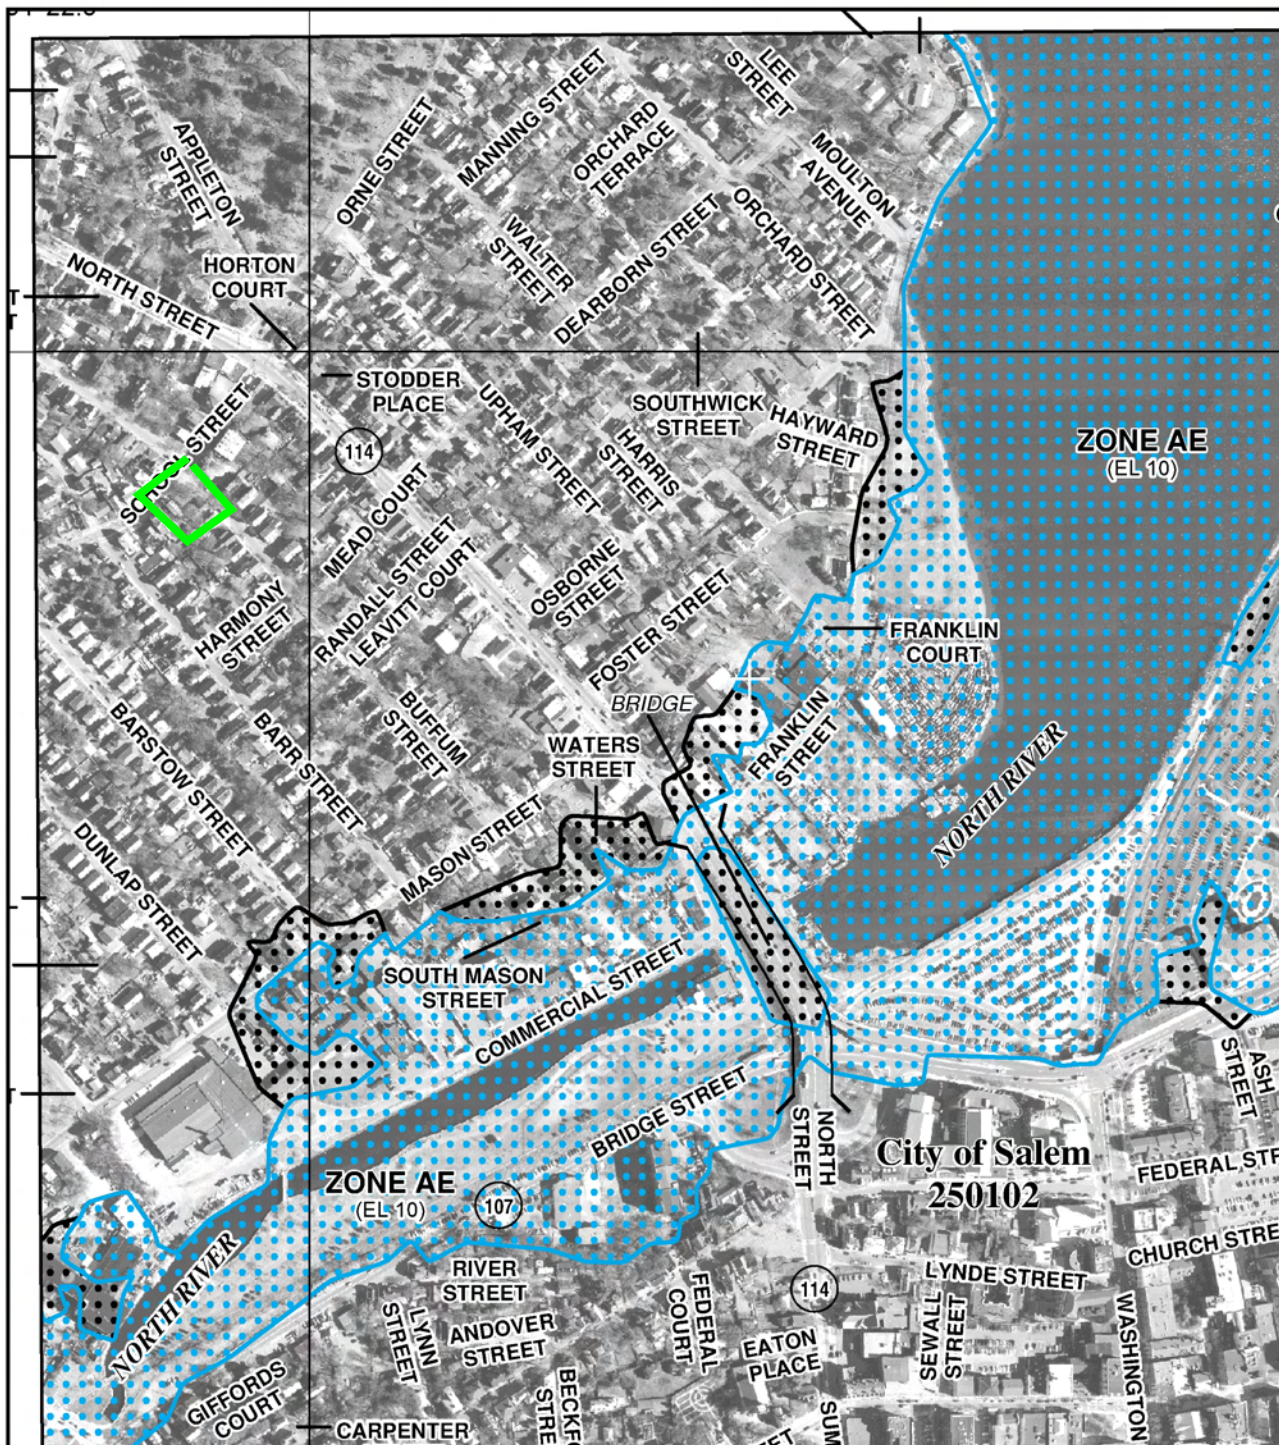 LEE
STREET
MANNING STREET
ORCHARD
TERRACE
APPLETON
STREET
ORNE STREET
MOULTON
AVENUE
WALTER
STREET
DEARBORN STREET
ORCHARD STREET
NORTH STREET
HORTON
COURT
STODDER
PLACE
SOUTHWICK
STREET
HAYWARD
STREET
ZONE AE
(EL 10)
UPHAM STREET
HARRIS
STREET
114
SCHOOL STREET
MEAD COURT
RANDALL STREET
LEAVITT COURT
OSBORNE
STREET
FOSTER STREET
HARMONY
STREET
FRANKLIN
COURT
BRIDGE
FRANKLIN
STREET
BUFFUM
STREET
BARR STREET
BARSTOW STREET
WATERS
STREET
NORTH RIVER
MASON STREET
DUNLAP STREET
SOUTH MASON
STREET
COMMERCIAL STREET
BRIDGE STREET
ASH
STREET
NORTH
STREET
City of Salem
250102
FEDERAL STR
ZONE AE
(EL 10)
107
CHURCH STRE
NORTH RIVER
RIVER
STREET
LYNDE STREET
114
FEDERAL
COURT
LYNN
STREET
ANDOVER
STREET
EATON
PLACE
SEWALL
STREET
WASHINGTON
GIFFORDS
COURT
BECKF
STRE
SUM
CARPENTER